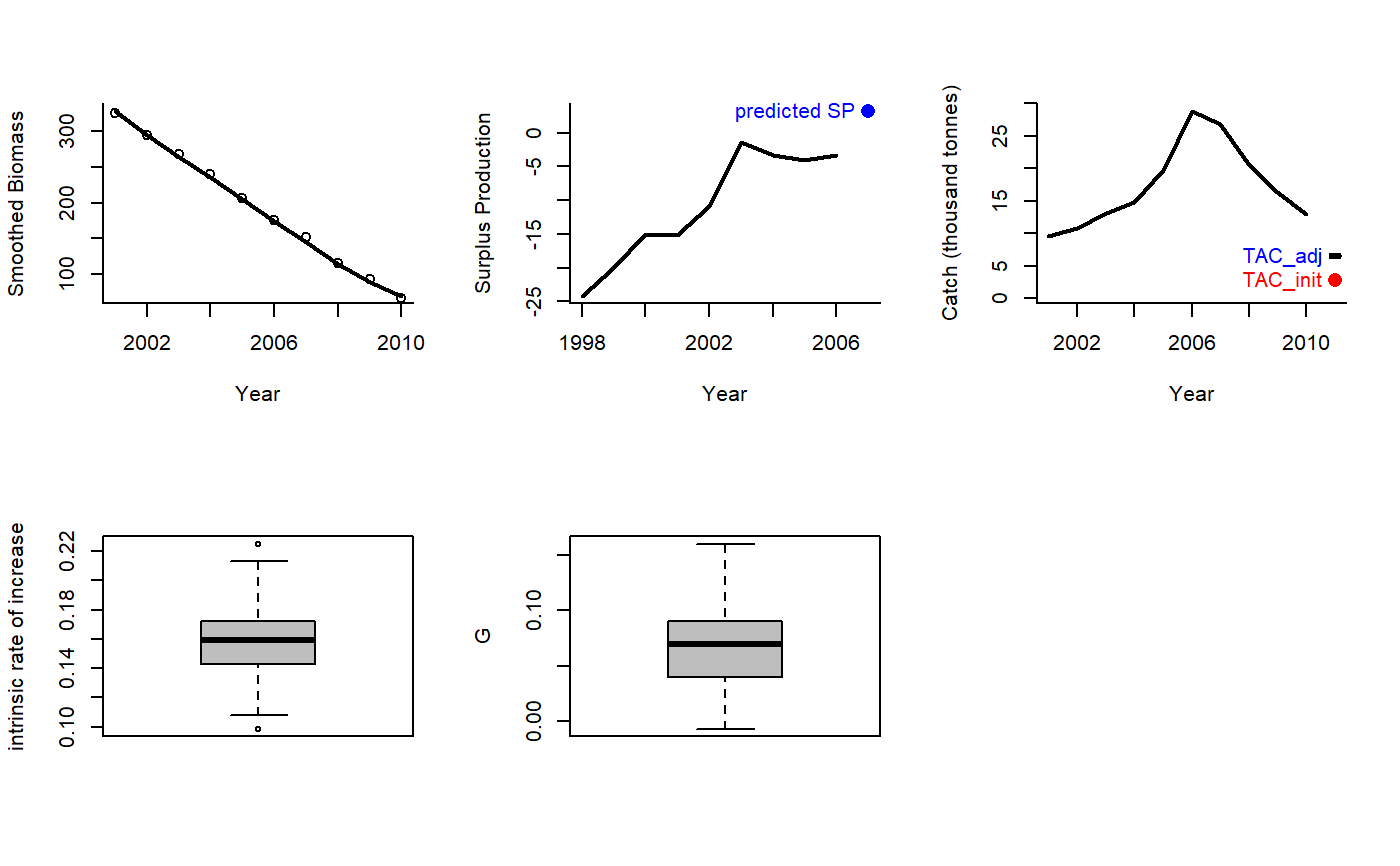 Smoothed Biomass
100 200 300
2002 2006 2010
Year
Surplus Production
-25 -15 -5 0
predicted SP
1998 2002 2006
Year
Catch (thousand tonnes)
0 5 15 25
TAC_adj
TAC_init
2002 2006 2010
Year
intrinsic rate of increase
0.10 0.14 0.18 0.22
G
0.00 0.10